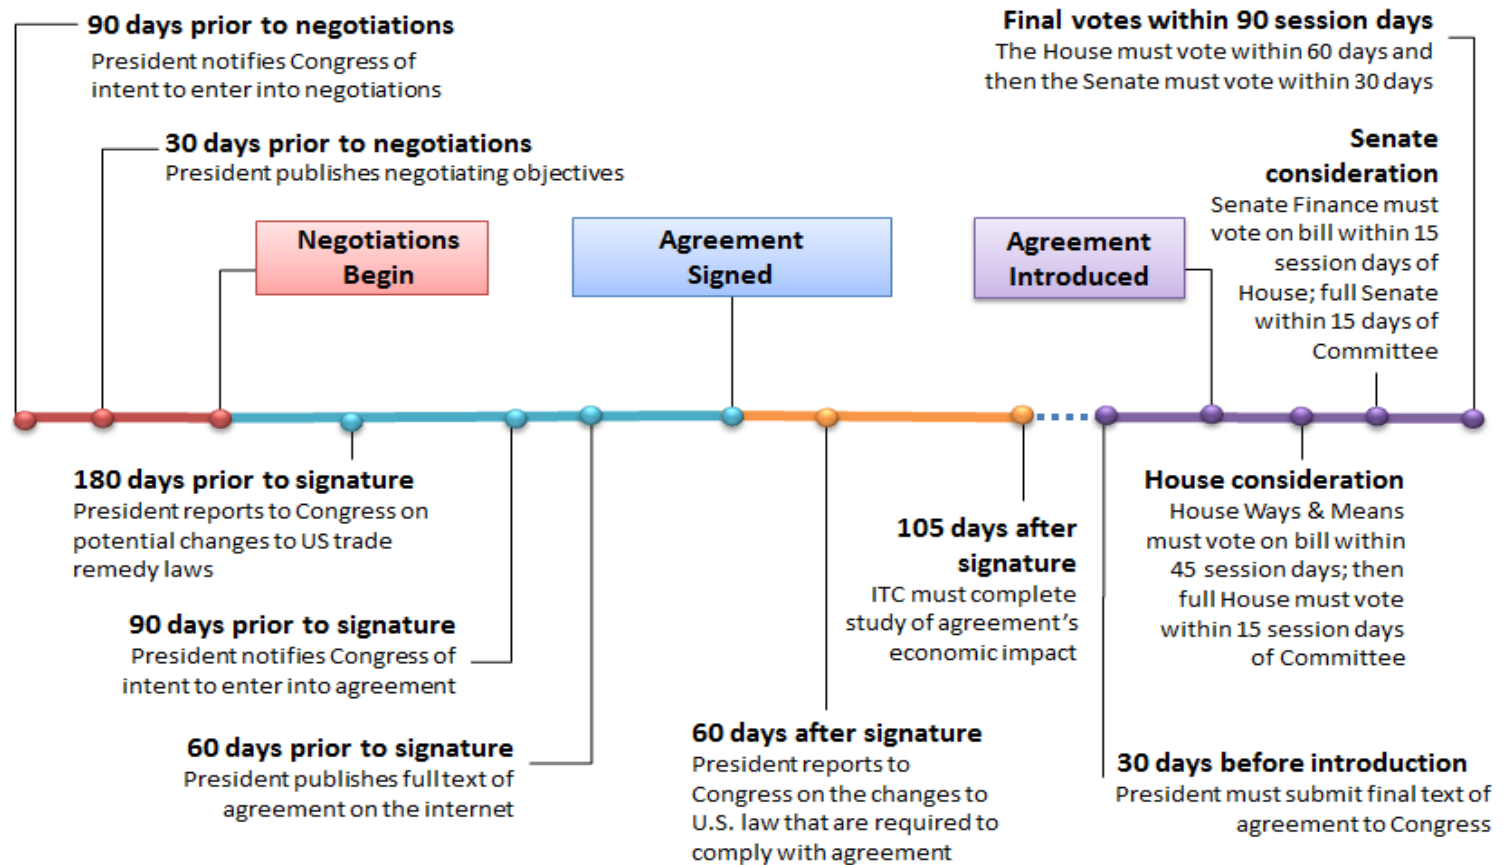 90 days prior to negotiations
President notifies Congress of
intent to enter into negotiations
30 days prior to negotiations
President publishes negotiating objectives
Negotiations
Begin
Agreement
Signed
Agreement
Introduced
Final votes within 90 session days
The House must vote within 60 days and
then the Senate must vote within 30 days
Senate
consideration
Senate Finance must
vote on bill within 15
session days of
House; full Senate
within 15 days of
Committee
180 days prior to signature
President reports to Congress on
potential changes to US trade
remedy laws
90 days prior to signature
President notifies Congress of
intent to enter into agreement
60 days prior to signature
President publishes full text of
agreement on the internet
60 days after signature
President reports to
Congress on the changes to
U.S. law that are required to
comply with agreement
105 days after
signature
ITC must complete
study of agreement's
economic impact
30 days before introduction
President must submit final text of
agreement to Congress
House consideration
House Ways & Means
must vote on bill within
45 session days; then
full House must vote
within 15 session days
of Committee